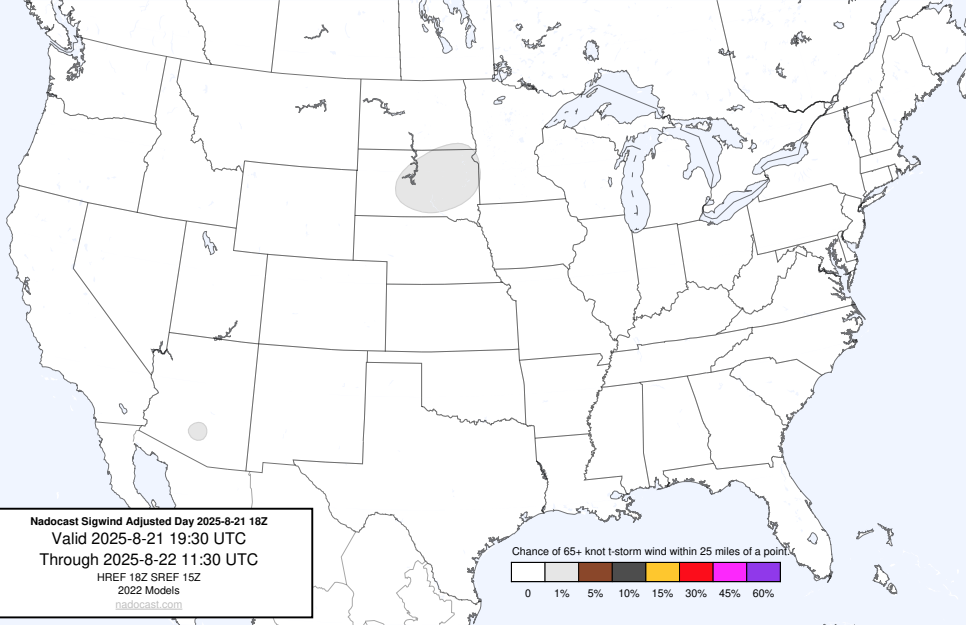 Nadocast Sigwind Adjusted Day 2025-8-21 18Z
Valid 2025-8-21 19:30 UTC
Through 2025-8-22 11:30 UTC
HREF 18Z SREF 15Z
2022 Models
nadocast.com
Chance of 65+ knot t-storm wind within 25 miles of a point.
0 1% 5% 10% 15% 30% 45% 60%